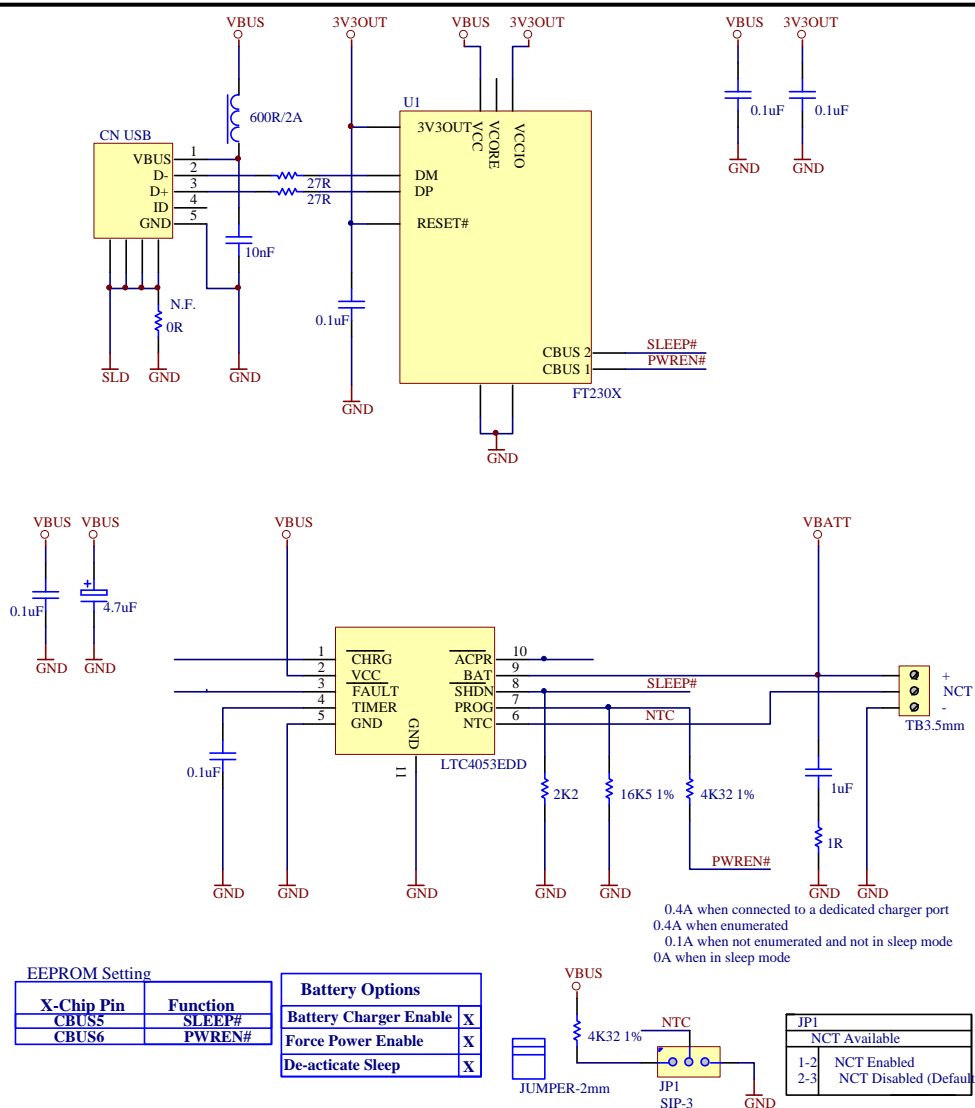 VBUS
3V3OUT
VBUS
3V3OUT
VBUS
3V3OUT
600R/2A
U1
0.1uF
0.1uF
GND
GND
CN USB
VBUS 1
D- 2
D+ 3
ID 4
GND 5
27R
27R
3V3OUT
VCC
VCORE
VCCIO
DM
DP
RESET#
10nF
N.F.
0R
0.1uF
SLD
GND
GND
GND
CBUS 2
SLEEP#
CBUS 1
PWREN#
FT230X
GND
VBUS
VBUS
VBUS
VBATT
0.1uF
4.7uF
GND
GND
1 CHRG
2 VCC
3 FAULT
4 TIMER
5 GND
GND
11
ACPR 10
BAT 9
SHDN 8
PROG 7
NTC 6
SLEEP#
NTC
LTC4053EDD
+
NCT
-
TB3.5mm
0.1uF
2K2
16K5 1%
4K32 1%
1uF
1R
PWREN#
GND
GND
GND
GND
GND
GND
GND
0.4A when connected to a dedicated charger port
0.4A when enumerated
0.1A when not enumerated and not in sleep mode
0A when in sleep mode
EEPROM Setting
X-Chip Pin Function
CBUS5 SLEEP#
CBUS6 PWREN#
Battery Options
Battery Charger Enable X
Force Power Enable X
De-acticate Sleep X
JUMPER-2mm
VBUS
4K32 1%
NTC
JP1
SIP-3
GND
JP1
NCT Available
1-2 NCT Enabled
2-3 NCT Disabled (Default